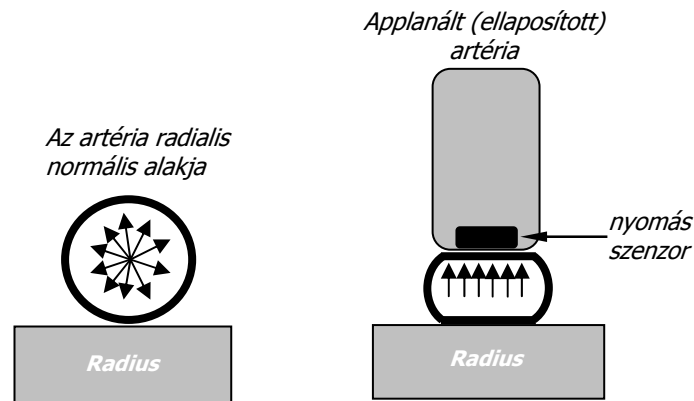 Az artéria radialis
normális alakja
Radius
Applanált (ellaposított)
artéria
nyomás
szenzor
Radius